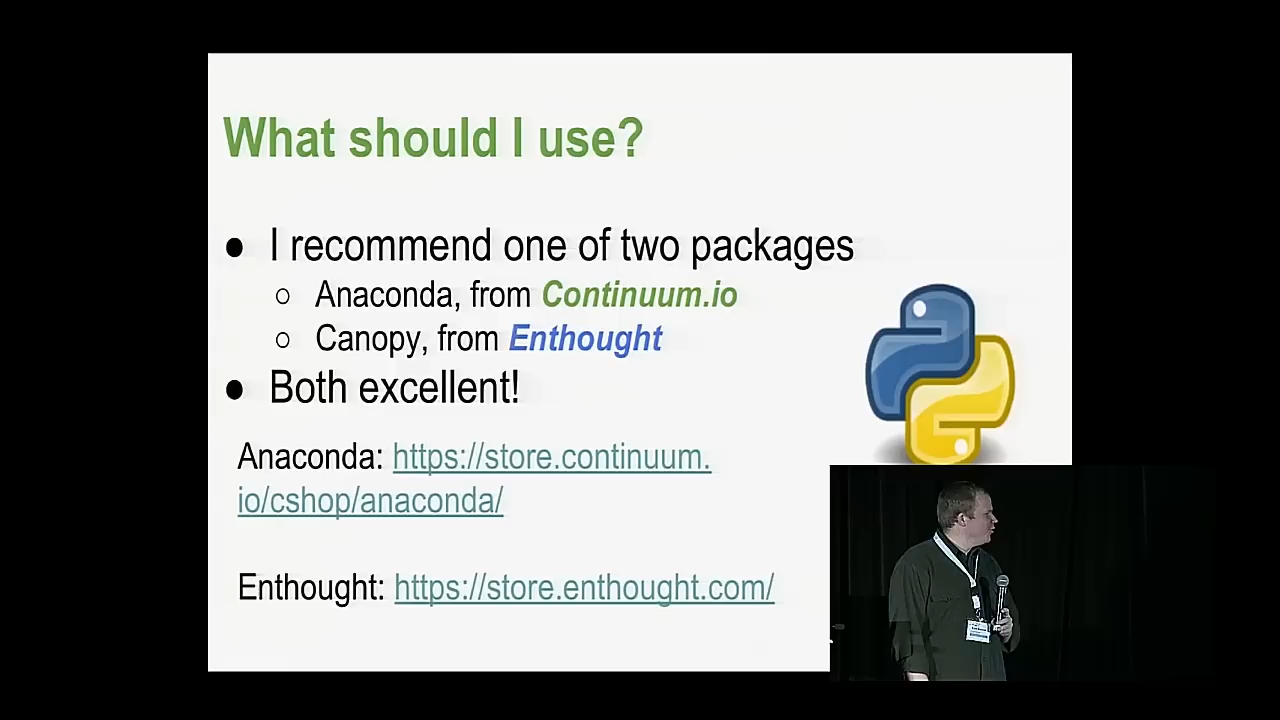 What should I use?
● I recommend one of two packages
○ Anaconda, from Continuum.io
○ Canopy, from Enthought
● Both excellent!
Anaconda: https://store.continuum.
io/cshop/anaconda/
Enthought: https://store.enthought.com/